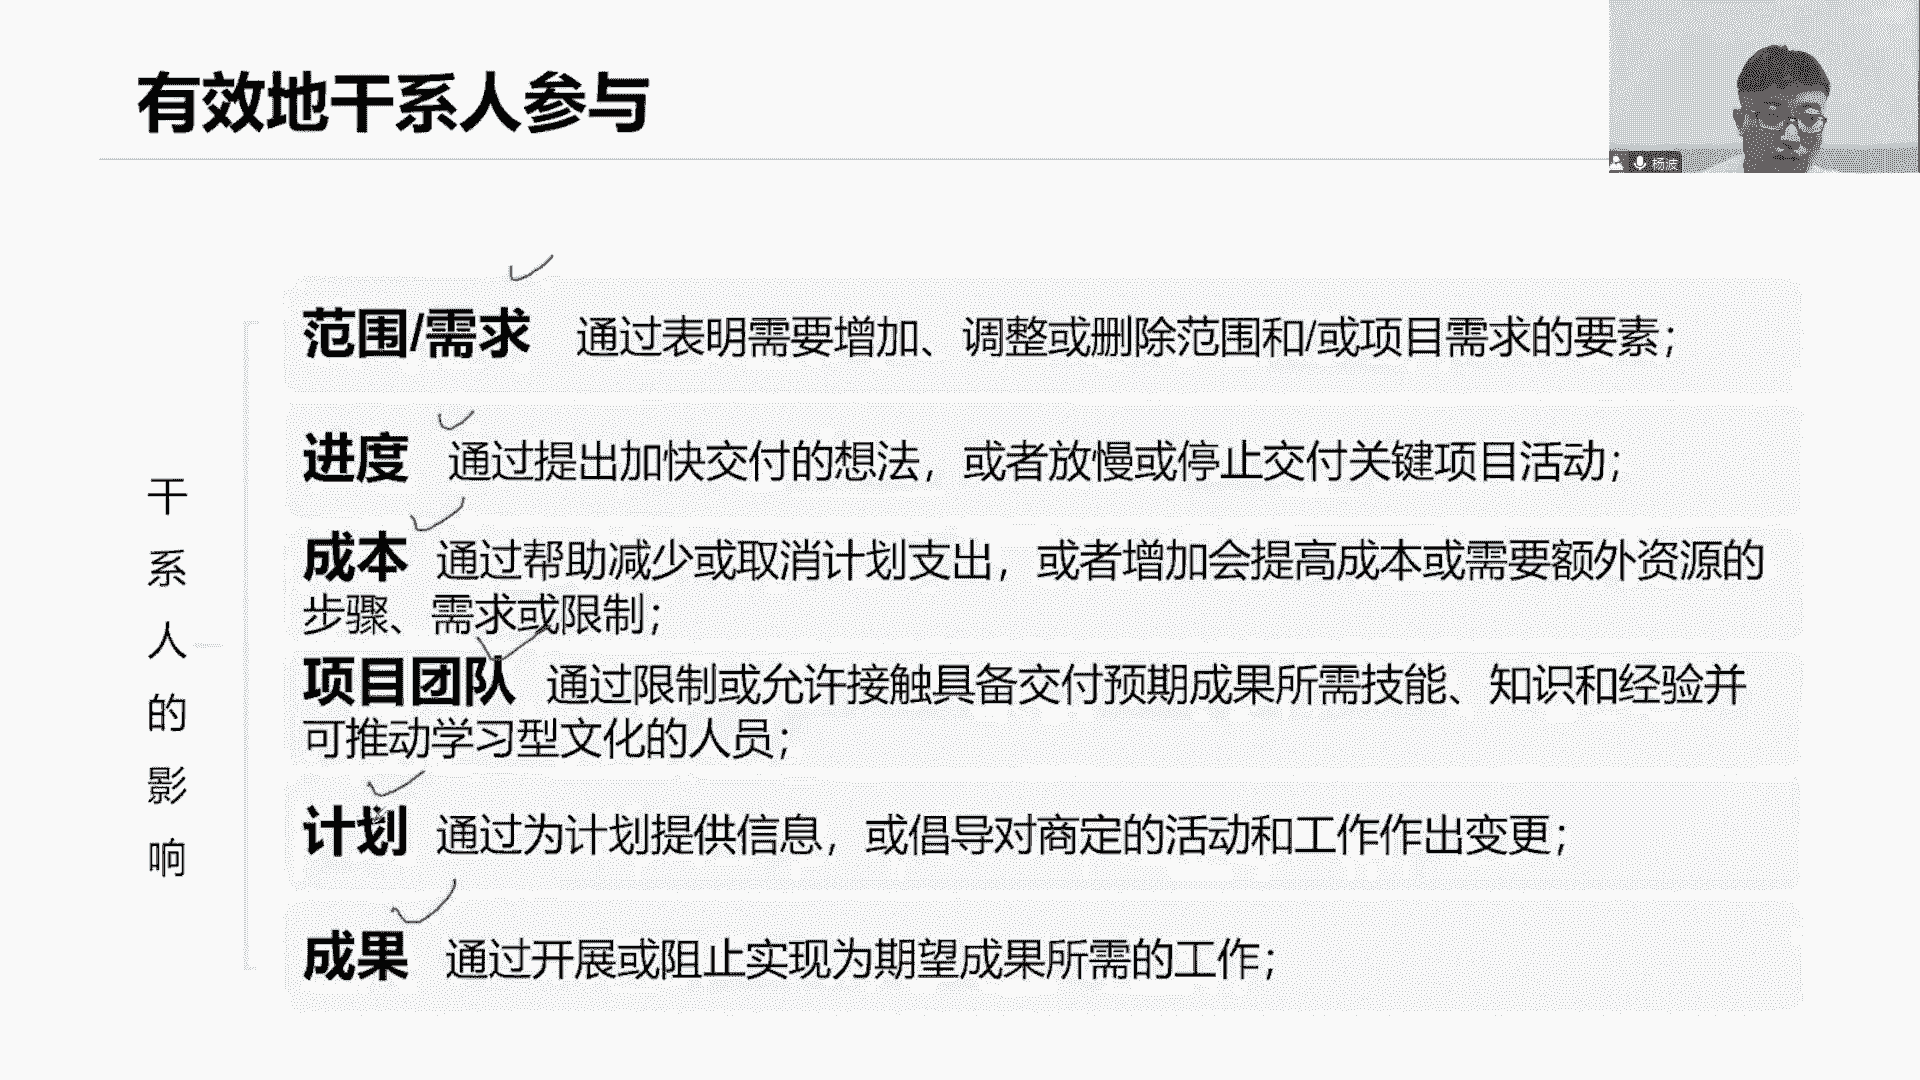 有效地干系人参与
杨波
干系人的影响
范围/需求 通过表明需要增加、调整或删除范围和/或项目需求的要素；
进度 通过提出加快交付的想法，或者放慢或停止交付关键项目活动；
成本 通过帮助减少或取消计划支出，或者增加会提高成本或需要额外资源的
步骤、需求或限制；
项目团队 通过限制或允许接触具备交付预期成果所需技能、知识和经验并
可推动学习型文化的人员；
计划 通过为计划提供信息，或倡导对商定的活动和工作作出变更；
成果 通过开展或阻止实现为期望成果所需的工作；